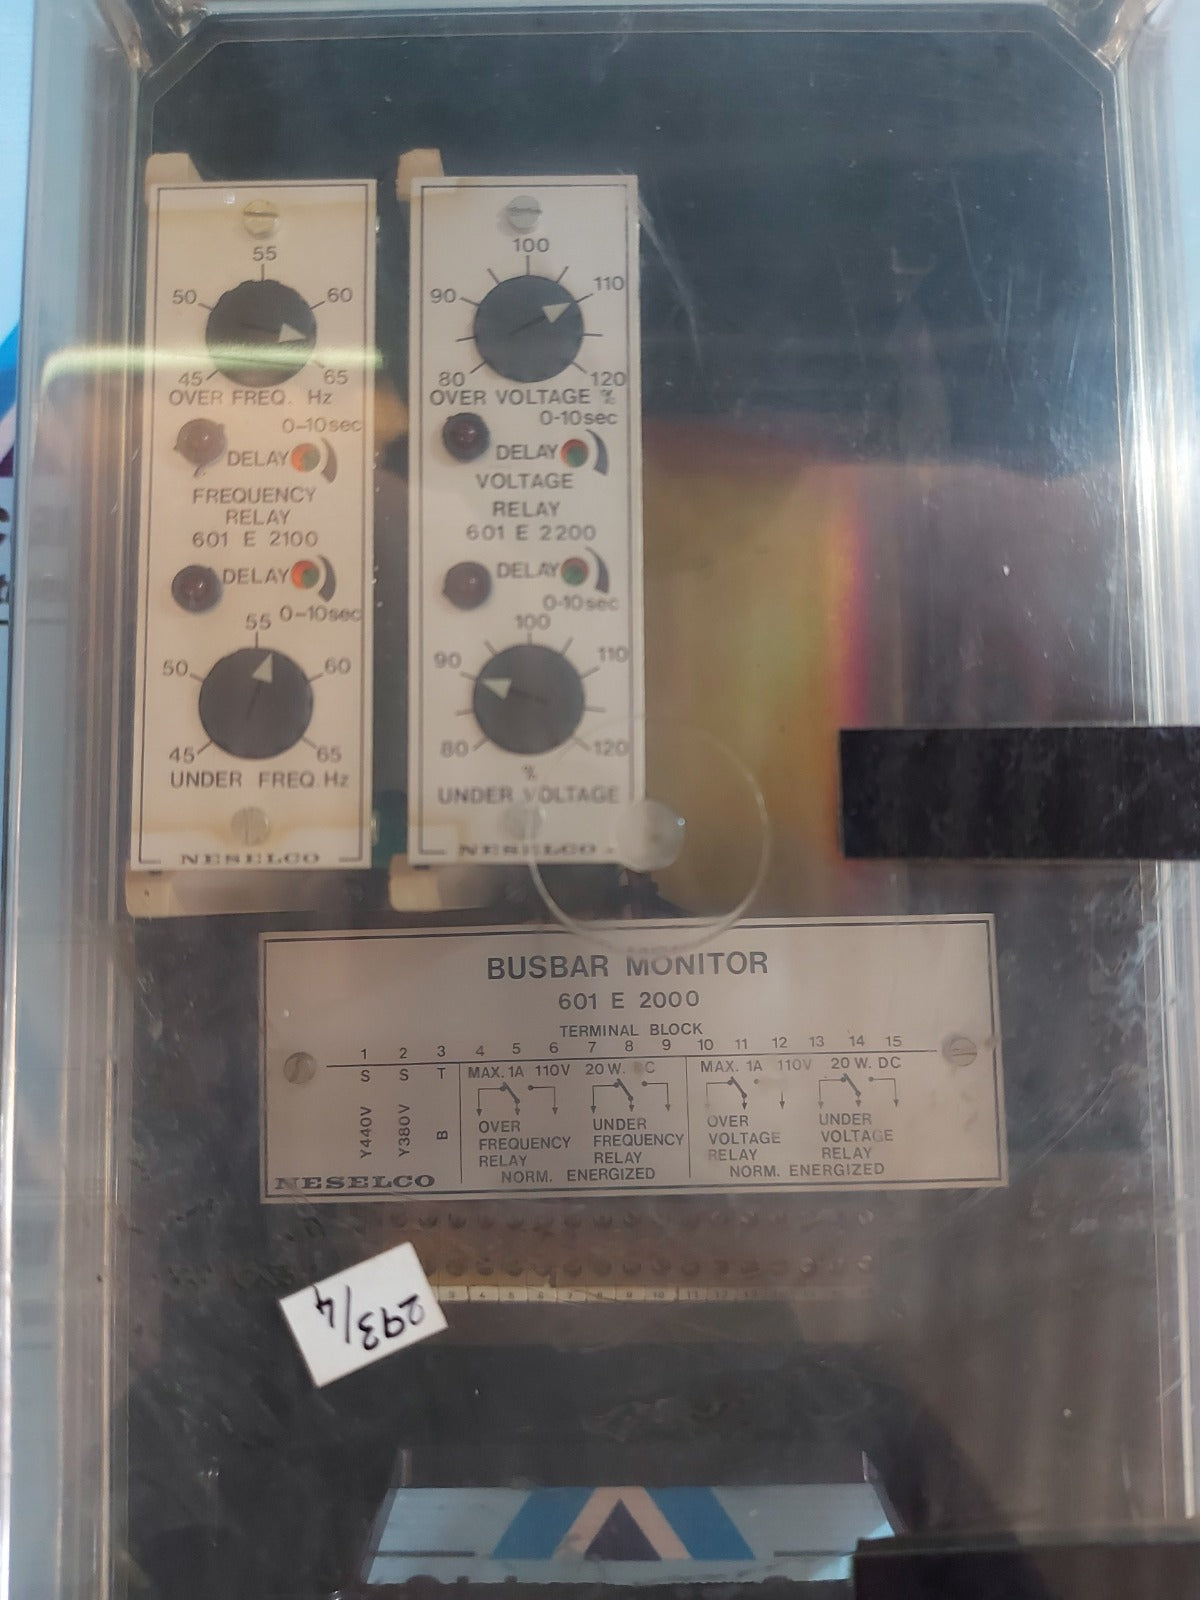 55
50 60
45 65
OVER FREQ. Hz
0-10sec
DELAY
FREQUENCY
RELAY
601 E 2100
DELAY
0-10sec
55
50 60
45 65
UNDER FREQ. Hz
NESELCO
100
90 110
80 120
OVER VOLTAGE %
0-10sec
DELAY
VOLTAGE
RELAY
601 E 2200
DELAY
0-10sec
100
90 110
80 120
%
UNDER VOLTAGE
NESELCO
BUSBAR MONITOR
601 E 2000
TERMINAL BLOCK
1 2 3 4 5 6 7 8 9 10 11 12 13 14 15
S S T MAX. 1A 110V 20 W. DC MAX. 1A 110V 20 W. DC
Y440V Y380V B
OVER FREQUENCY RELAY
UNDER FREQUENCY RELAY
NORM. ENERGIZED
OVER VOLTAGE RELAY
UNDER VOLTAGE RELAY
NORM. ENERGIZED
NESELCO
293/4